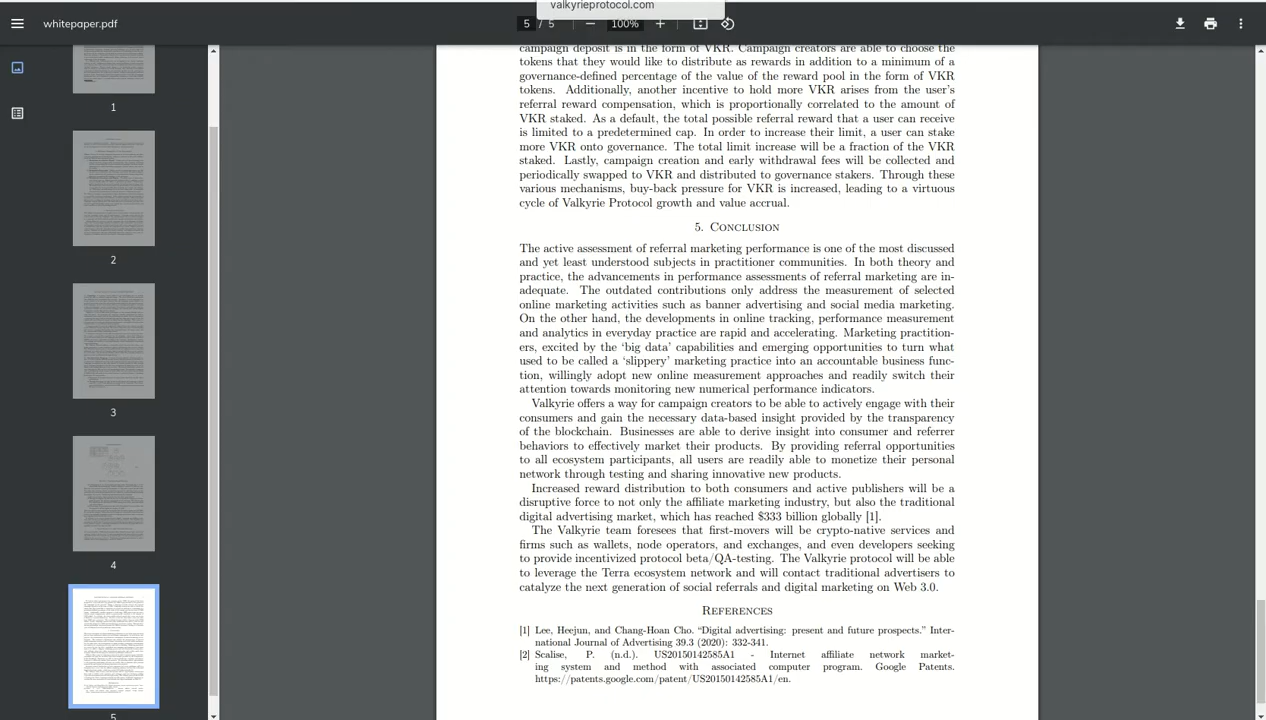 valkyrieprotocol.com
whitepaper.pdf
5 / 5
100%
1
2
3
4
5
campaign deposit is in the form of VKR. Campaign creators are able to choose the
tokens that they would like to distribute as rewards in addition to a minimum of a
governance-defined percentage of the value of the reward pool in the form of VKR
tokens. Additionally, another incentive to hold more VKR arises from the user's
referral reward compensation, which is proportionally correlated to the amount of
VKR staked. As a default, the total possible referral reward that a user can receive
is limited to a predetermined cap. In order to increase their limit, a user can stake
more VKR onto governance. The total limit increase will be a fraction of the VKR
staked. Lastly, campaign creation and early withdrawal fees will be collected and
periodically swapped to VKR and distributed to governance stakers. Through these
various mechanisms, buy-back pressure for VKR is induced, leading to a virtuous
cycle of Valkyrie Protocol growth and value accrual.
5. Conclusion
The active assessment of referral marketing performance is one of the most discussed
and yet least understood subjects in practitioner communities. In both theory and
practice, the advancements in performance assessments of referral marketing are in-
adequate. The outdated contributions only address the measurement of selected
online marketing activities such as banner advertising and social media marketing.
On the other hand, the developments in online tracking, performance measurement
and analytics in everyday practice are rapid and accelerating. Marketing practition-
ers, excited by the 'big data' capabilities and emerging opportunities to turn what
used to be called a 'slippery' marketing practice into an accountable business func-
tion, willingly adopt new online measurement approaches and readily switch their
attention towards monitoring new numerical performance indicators.
Valkyrie offers a way for campaign creators to be able to actively engage with their
consumers and gain the necessary data-based insight provided by the transparency
of the blockchain. Businesses are able to derive insight into consumer and referrer
behaviors to effectively market their products. By providing referral opportunities
to all ecosystem participants, all users are readily able to monetize their personal
network through testing and sharing innovative new products.
Increased reward distribution to both consumers and active publishers will be a
disruptive force to not only the affiliate marketing industry, but also the traditional
digital advertising market, which has reached $333 billion globally [1].
The Valkyrie team foresees that first-movers will be crypto-native services and
firms such as wallets, node operators, and exchanges, and even developers seeking
to provide incentivized protocol beta/QA-testing. The Valkyrie protocol will be able
to leverage the Terra ecosystem network and will contact traditional advertisers to
catalyze the next generation of social referrals and digital marketing on Web 3.0.
References
[1] Lee, Heejun, and Chang-Hoan Cho. "Digital advertising: present and future prospects." Inter-
national Journal of Advertising 39.3 (2020): 332-341.
[2] Scalise, P. (n.d.). US20150142585A1 - Internet affiliate network market-
ing system and method with associated computer program. Google Patents.
https://patents.google.com/patent/US20150142585A1/en.